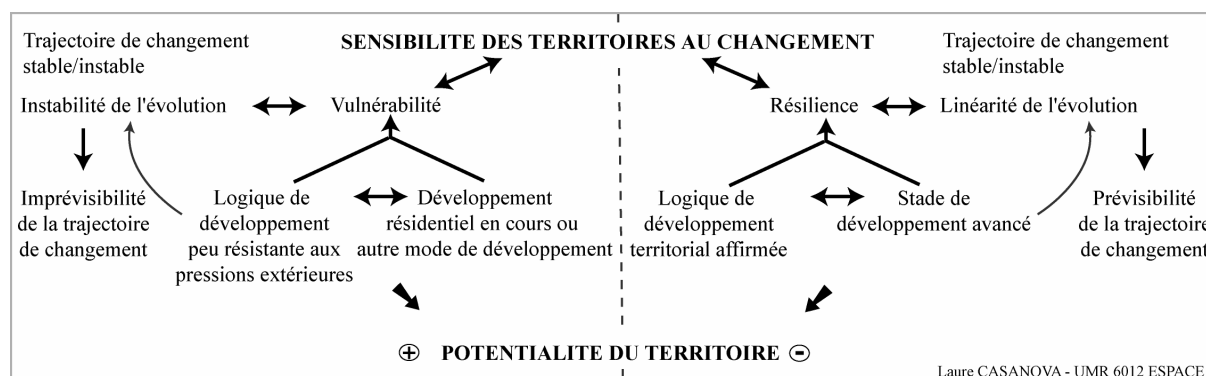 SENSIBILITE DES TERRITOIRES AU CHANGEMENT
Trajectoire de changement
stable/instable
Trajectoire de changement
stable/instable
Instabilité de l'évolution
Vulnérabilité
Résilience
Linéarité de l'évolution
Imprévisibilité
de la trajectoire
de changement
Logique de
développement
peu résistante aux
pressions extérieures
Développement
résidentiel en cours ou
autre mode de développement
Logique de
développement
territorial affirmée
Stade de
développement avancé
Prévisibilité
de la trajectoire
de changement
+ POTENTIALITE DU TERRITOIRE -
Laure CASANOVA - UMR 6012 ESPACE